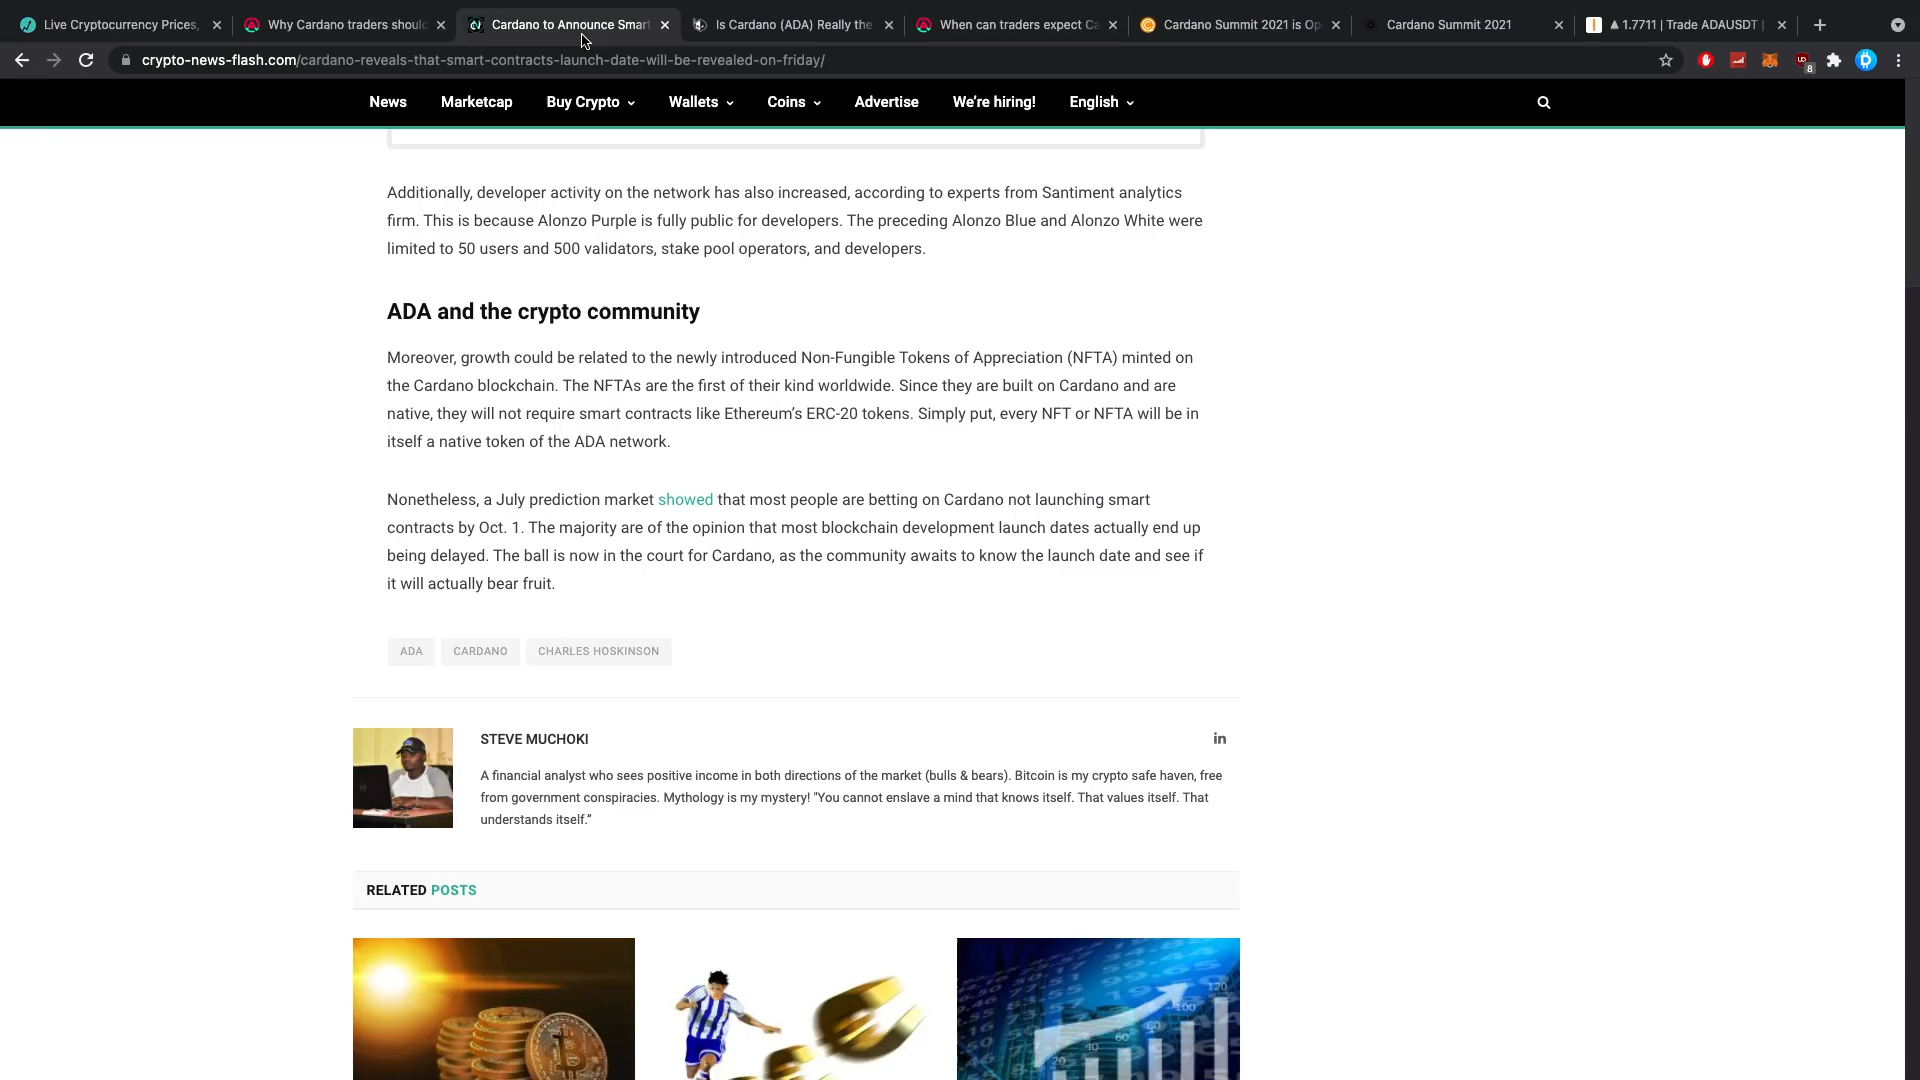 Live Cryptocurrency Prices,
Why Cardano traders shoul
Cardano to Announce Smart
Is Cardano (ADA) Really the
When can traders expect Ca
Cardano Summit 2021 is Op
Cardano Summit 2021
▲ 1.7711 | Trade ADAUSDT |
crypto-news-flash.com/cardano-reveals-that-smart-contracts-launch-date-will-be-revealed-on-friday/
8
News
Marketcap
Buy Crypto
Wallets
Coins
Advertise
We're hiring!
English
Additionally, developer activity on the network has also increased, according to experts from Santiment analytics
firm. This is because Alonzo Purple is fully public for developers. The preceding Alonzo Blue and Alonzo White were
limited to 50 users and 500 validators, stake pool operators, and developers.
ADA and the crypto community
Moreover, growth could be related to the newly introduced Non-Fungible Tokens of Appreciation (NFTA) minted on
the Cardano blockchain. The NFTAs are the first of their kind worldwide. Since they are built on Cardano and are
native, they will not require smart contracts like Ethereum's ERC-20 tokens. Simply put, every NFT or NFTA will be in
itself a native token of the ADA network.
Nonetheless, a July prediction market showed that most people are betting on Cardano not launching smart
contracts by Oct. 1. The majority are of the opinion that most blockchain development launch dates actually end up
being delayed. The ball is now in the court for Cardano, as the community awaits to know the launch date and see if
it will actually bear fruit.
ADA
CARDANO
CHARLES HOSKINSON
STEVE MUCHOKI
in
A financial analyst who sees positive income in both directions of the market (bulls & bears). Bitcoin is my crypto safe haven, free
from government conspiracies. Mythology is my mystery! "You cannot enslave a mind that knows itself. That values itself. That
understands itself."
RELATED POSTS
120
100
80
60
40
20